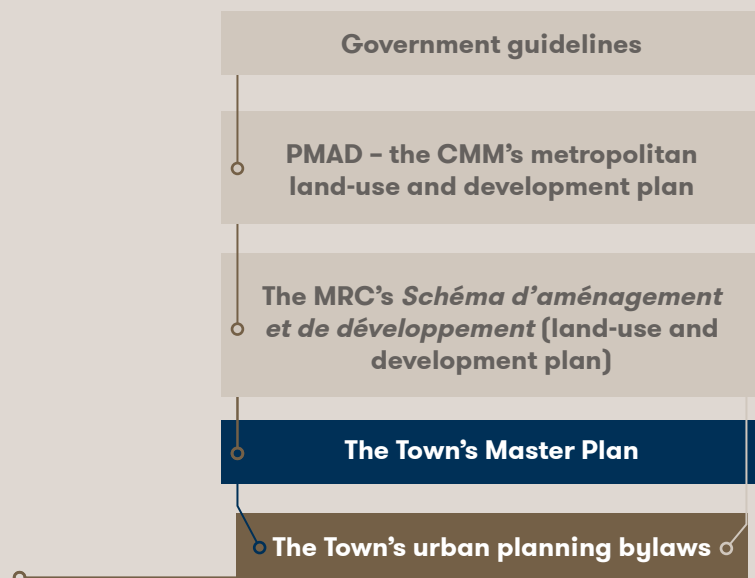 Government guidelines
PMAD – the CMM’s metropolitan
land-use and development plan
The MRC’s Schéma d’aménagement
et de développement (land-use and
development plan)
The Town’s Master Plan
The Town’s urban planning bylaws